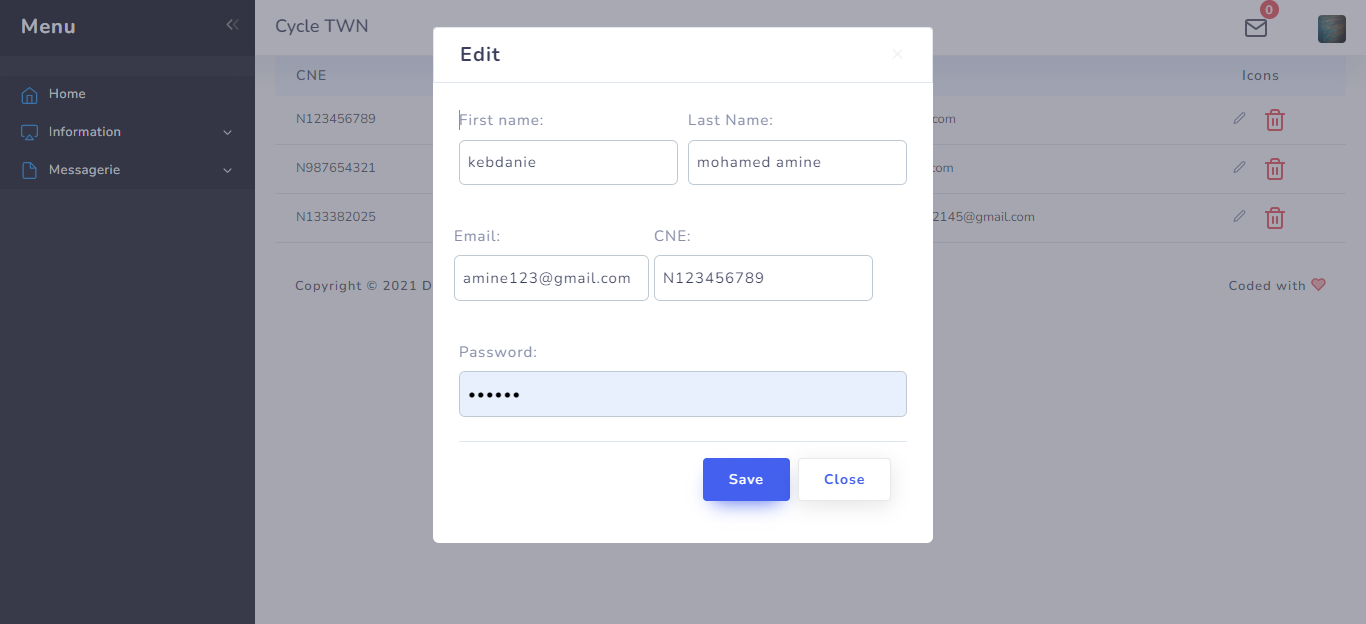 Menu
Home
Information
Messagerie
Cycle TWN
0
CNE
Icons
N123456789
com
N987654321
com
N133382025
2145@gmail.com
Copyright © 2021 D
Coded with
Edit
First name:
Last Name:
kebdanie
mohamed amine
Email:
CNE:
amine123@gmail.com
N123456789
Password:
••••••
Save
Close